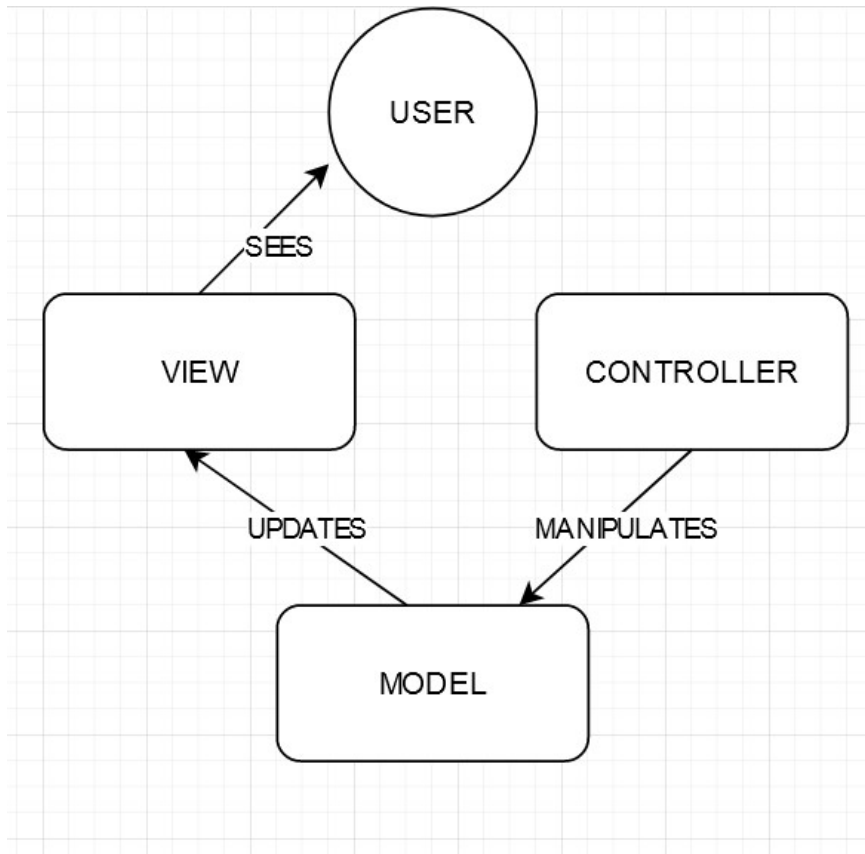 USER
SEES
VIEW
CONTROLLER
UPDATES
MANIPULATES
MODEL